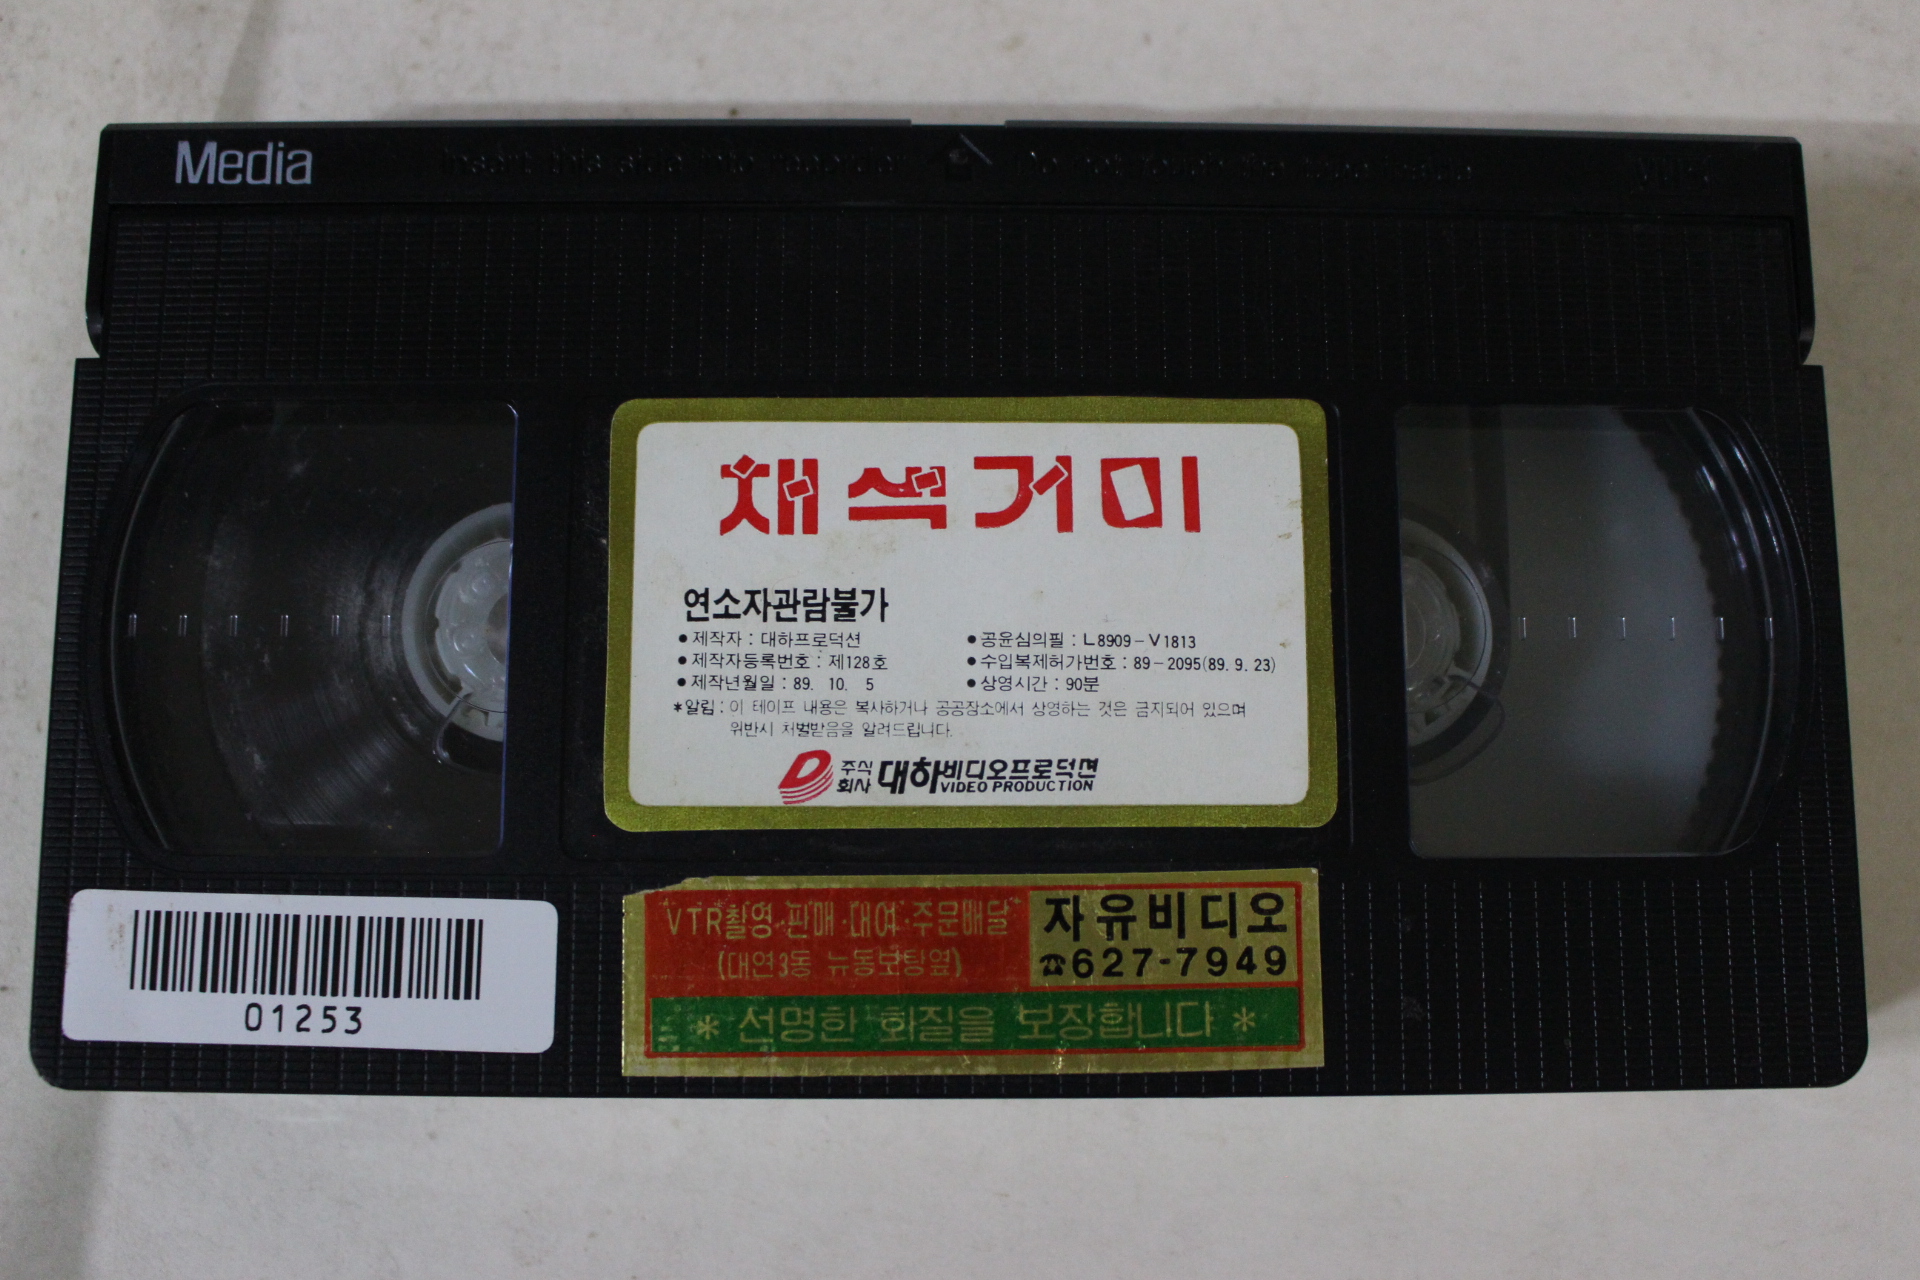 Media
Insert this side into recorder
채색거미
연소자관람불가
● 제작자 : 대하프로덕션
● 제작자등록번호 : 제128호
● 제작년월일 : 89. 10. 5
● 공윤심의필 : L8909-V1813
● 수입복제허가번호 : 89-2095(89. 9. 23)
● 상영시간 : 90분
*알림 : 이 테이프 내용은 복사하거나 공공장소에서 상영하는 것은 금지되어 있으며
위반시 처벌받음을 알려드립니다.
주식회사 대하비디오프로덕션
VIDEO PRODUCTION
VTR촬영·판매·대여·주문배달
(대연3동 뉴동보탕옆)
자유비디오
☎627-7949
* 선명한 화질을 보장합니다 *
01253